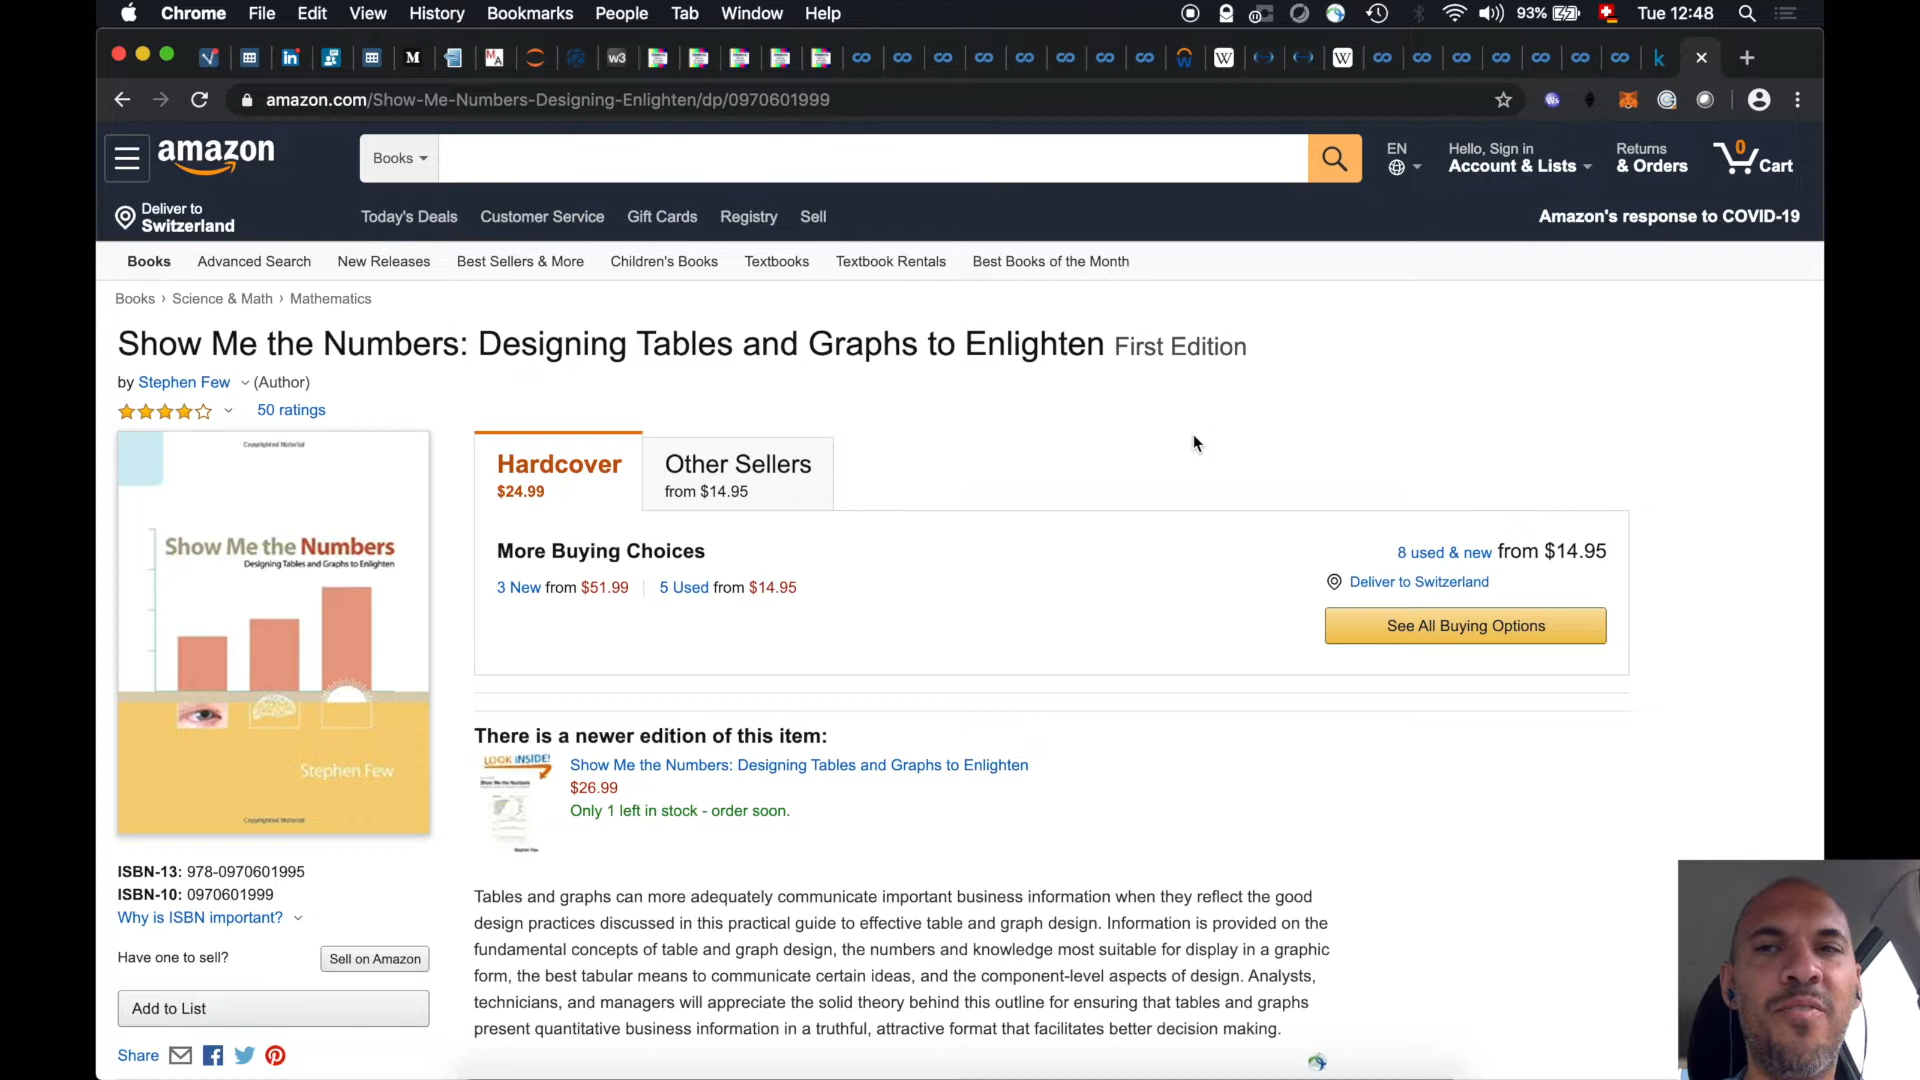 Chrome File Edit View History Bookmarks People Tab Window Help 93% Tue 12:48
M w3 W W k
amazon.com/Show-Me-Numbers-Designing-Enlighten/dp/0970601999
amazon Books EN Hello, Sign in Account & Lists Returns & Orders 0 Cart
Deliver to
Switzerland
Today's Deals Customer Service Gift Cards Registry Sell Amazon's response to COVID-19
Books Advanced Search New Releases Best Sellers & More Children's Books Textbooks Textbook Rentals Best Books of the Month
Books › Science & Math › Mathematics
Show Me the Numbers: Designing Tables and Graphs to Enlighten First Edition
by Stephen Few (Author)
50 ratings
Copyrighted Material
Show Me the Numbers
Designing Tables and Graphs to Enlighten
Stephen Few
Copyrighted Material
Hardcover
$24.99
Other Sellers
from $14.95
More Buying Choices
3 New from $51.99 5 Used from $14.95
8 used & new from $14.95
Deliver to Switzerland
See All Buying Options
There is a newer edition of this item:
LOOK INSIDE!
Show Me the Numbers
Stephen Few
Show Me the Numbers: Designing Tables and Graphs to Enlighten
$26.99
Only 1 left in stock - order soon.
ISBN-13: 978-0970601995
ISBN-10: 0970601999
Why is ISBN important?
Have one to sell? Sell on Amazon
Add to List
Share
Tables and graphs can more adequately communicate important business information when they reflect the good
design practices discussed in this practical guide to effective table and graph design. Information is provided on the
fundamental concepts of table and graph design, the numbers and knowledge most suitable for display in a graphic
form, the best tabular means to communicate certain ideas, and the component-level aspects of design. Analysts,
technicians, and managers will appreciate the solid theory behind this outline for ensuring that tables and graphs
present quantitative business information in a truthful, attractive format that facilitates better decision making.